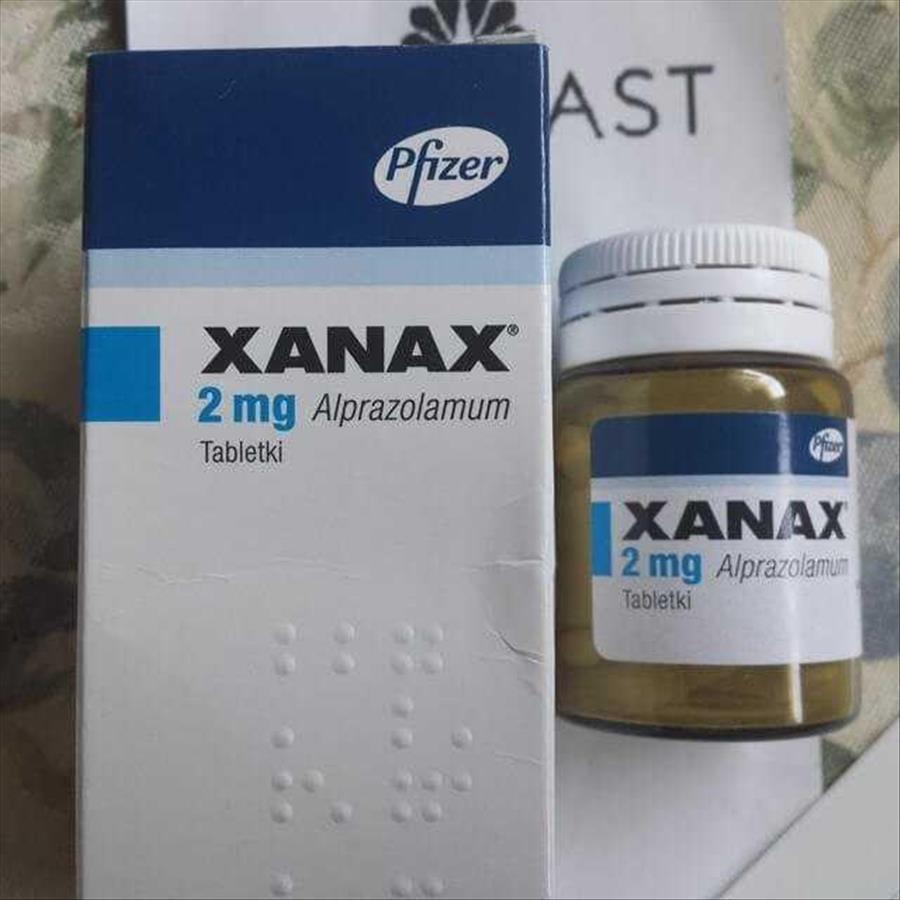 AST
Pfizer
XANAX®
2 mg Alprazolamum
Tabletki
Pfizer
XANAX®
2 mg Alprazolamum
Tabletki